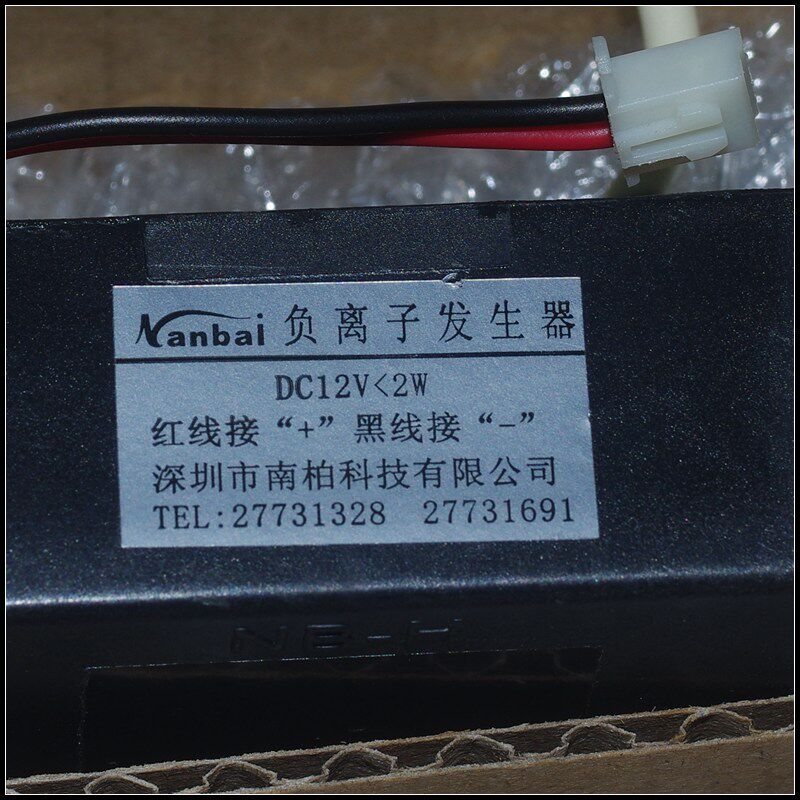 Nanbai 负离子发生器
DC12V<2W
红线接“+”黑线接“-”
深圳市南柏科技有限公司
TEL:27731328 27731691